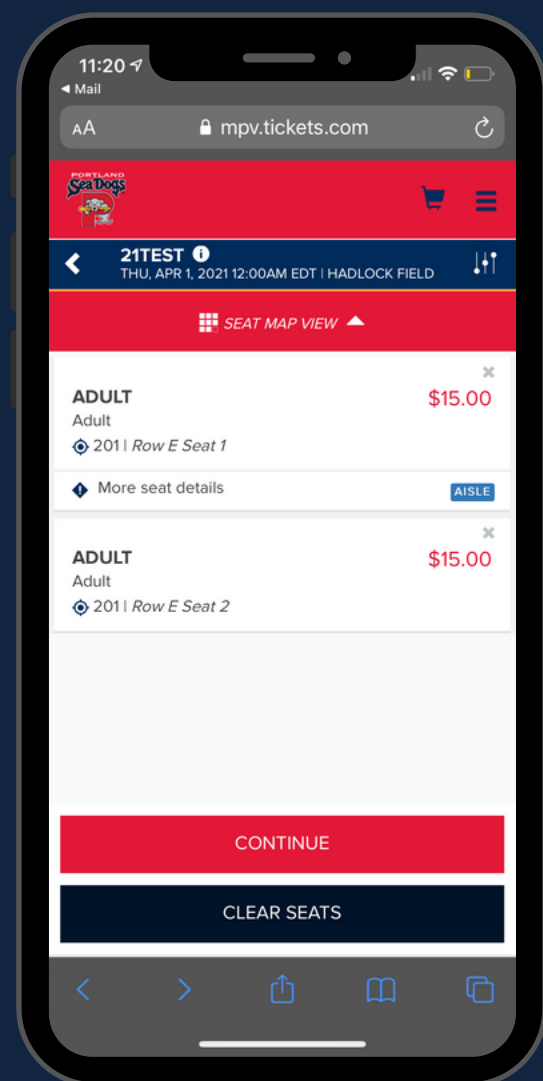 11:20
◀ Mail
AA mpv.tickets.com
PORTLAND
Sea Dogs
21TEST
THU, APR 1, 2021 12:00AM EDT | HADLOCK FIELD
SEAT MAP VIEW
ADULT $15.00
Adult
201 | Row E Seat 1
More seat details AISLE
ADULT $15.00
Adult
201 | Row E Seat 2
CONTINUE
CLEAR SEATS